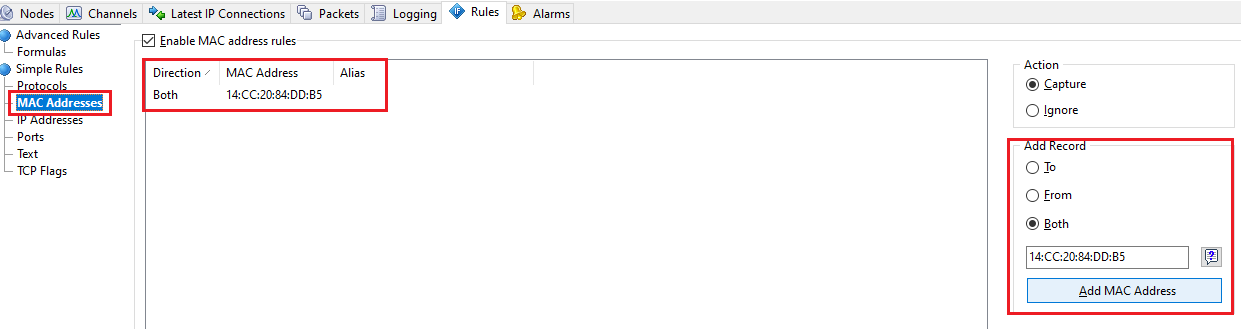 Nodes Channels Latest IP Connections Packets Logging IF Rules Alarms
Advanced Rules
Formulas
Simple Rules
Protocols
MAC Addresses
IP Addresses
Ports
Text
TCP Flags
Enable MAC address rules
Direction MAC Address Alias
Both 14:CC:20:84:DD:B5
Action
Capture
Ignore
Add Record
To
From
Both
14:CC:20:84:DD:B5 ?
Add MAC Address